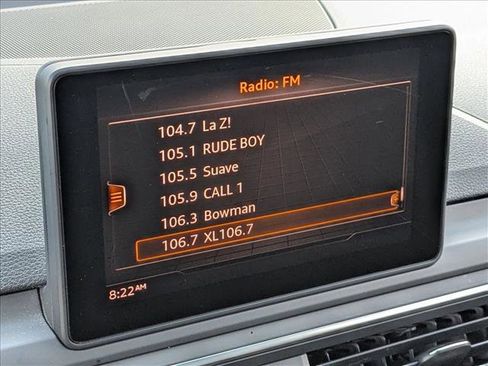 Radio: FM
104.7 La Z!
105.1 RUDE BOY
105.5 Suave
105.9 CALL 1
106.3 Bowman
106.7 XL106.7
8:22AM